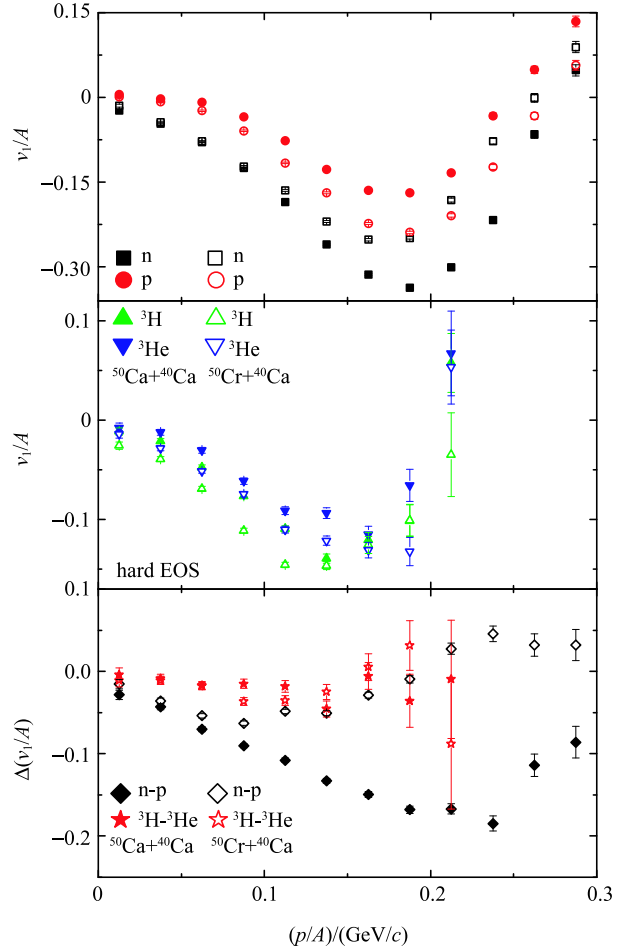 0.15
0
−0.15
−0.30
v₁/A
n n
p p
0.1
0
−0.1
v₁/A
³H ³H
³He ³He
⁵⁰Ca+⁴⁰Ca ⁵⁰Cr+⁴⁰Ca
hard EOS
0.1
0.0
−0.1
−0.2
Δ(v₁/A)
n-p n-p
³H-³He ³H-³He
⁵⁰Ca+⁴⁰Ca ⁵⁰Cr+⁴⁰Ca
0 0.1 0.2 0.3
(p/A)/(GeV/c)